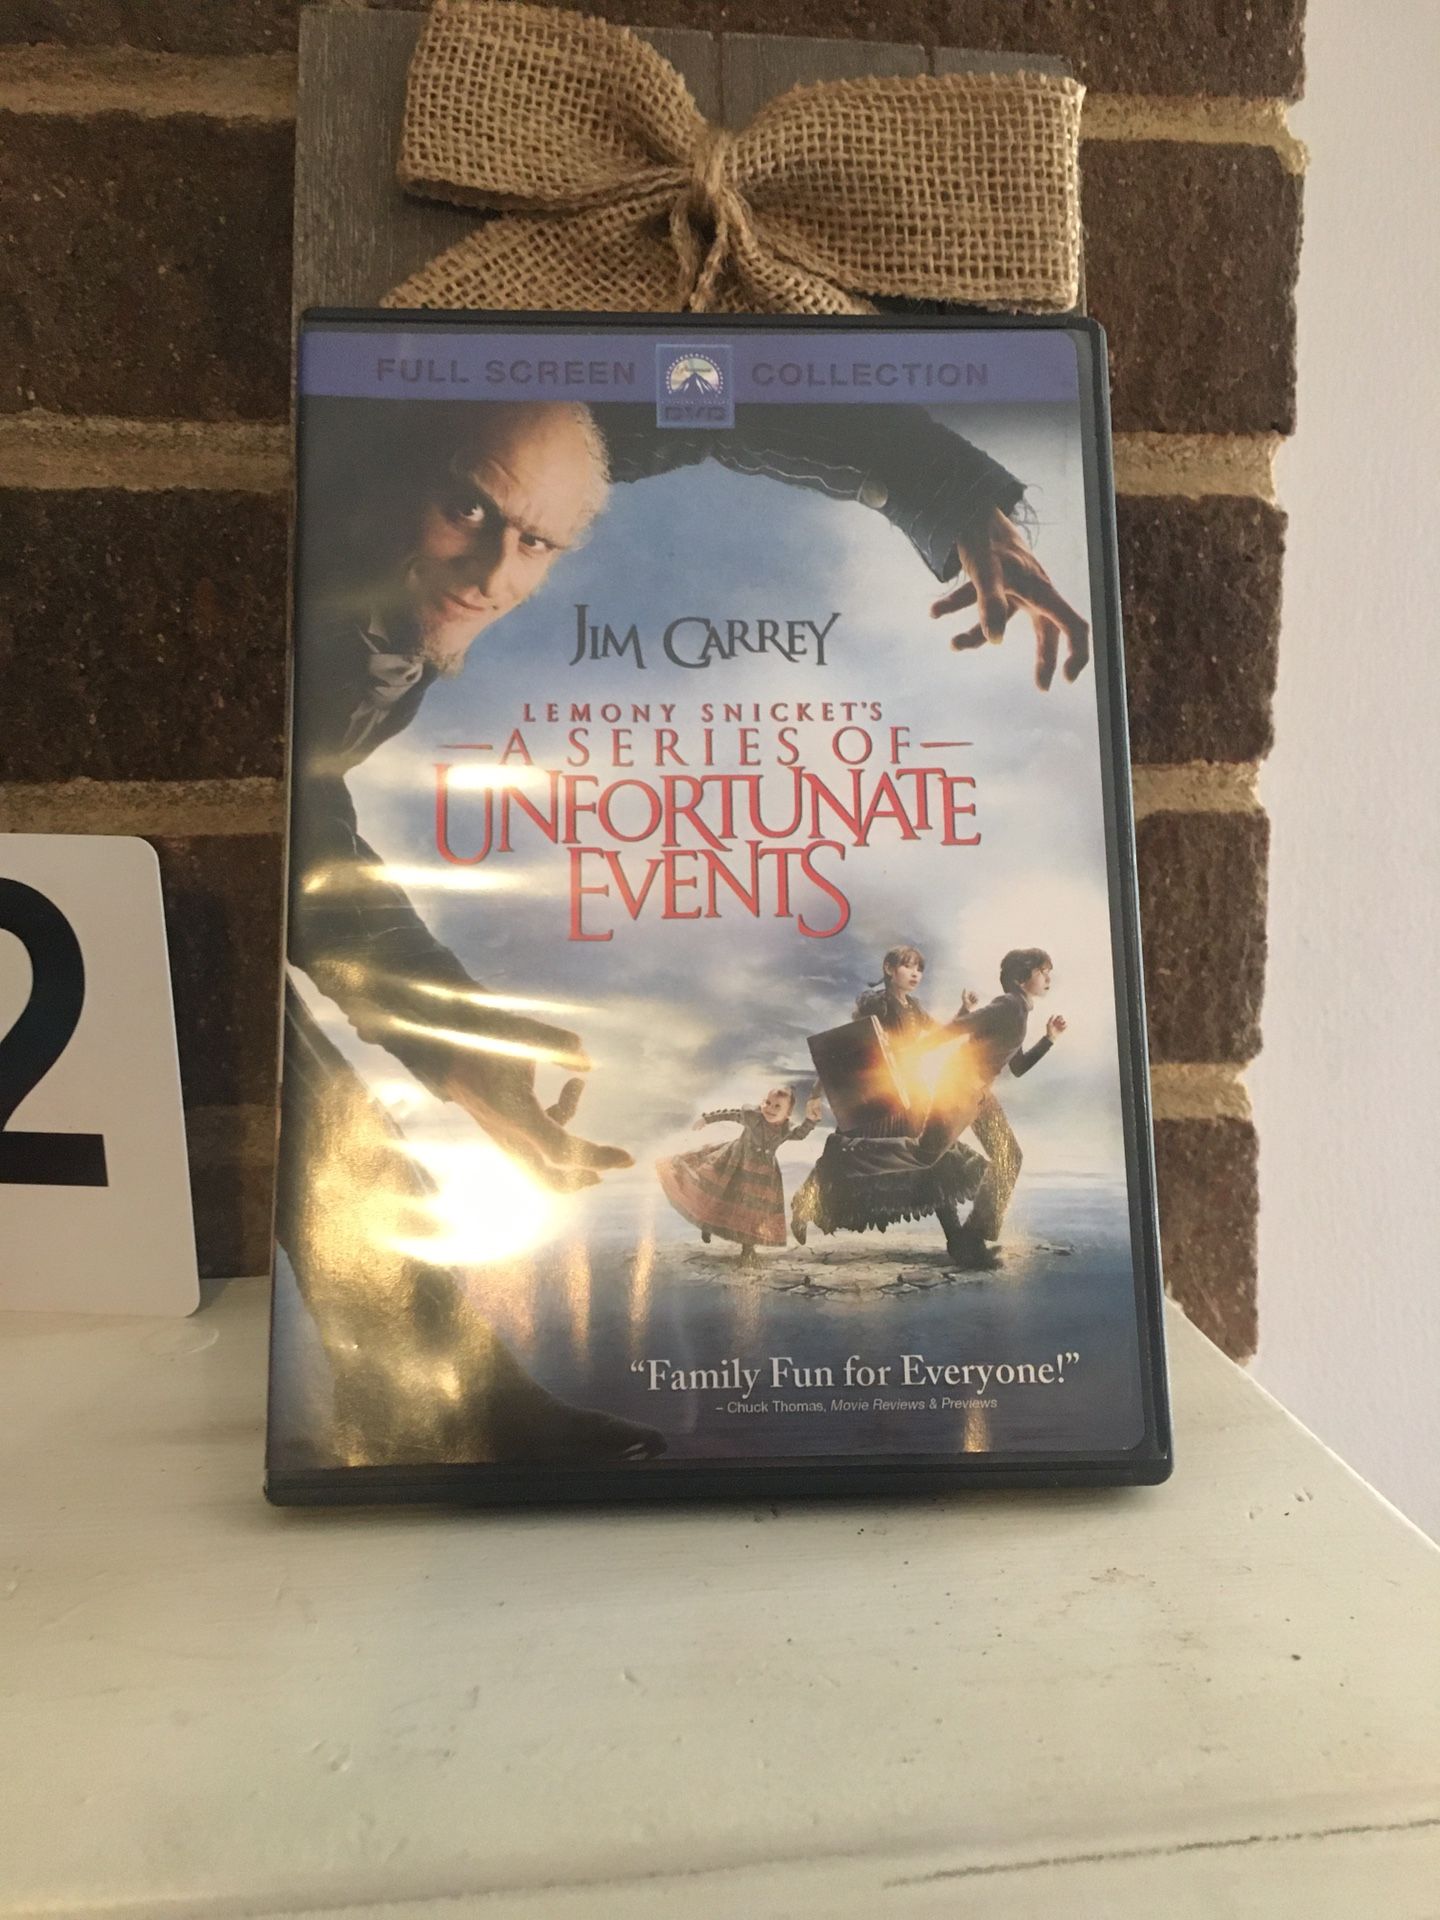 FULL SCREEN COLLECTION
Paramount
DVD
JIM CARREY
LEMONY SNICKET'S
A SERIES OF
UNFORTUNATE
EVENTS
"Family Fun for Everyone!"
– Chuck Thomas, Movie Reviews & Previews
2